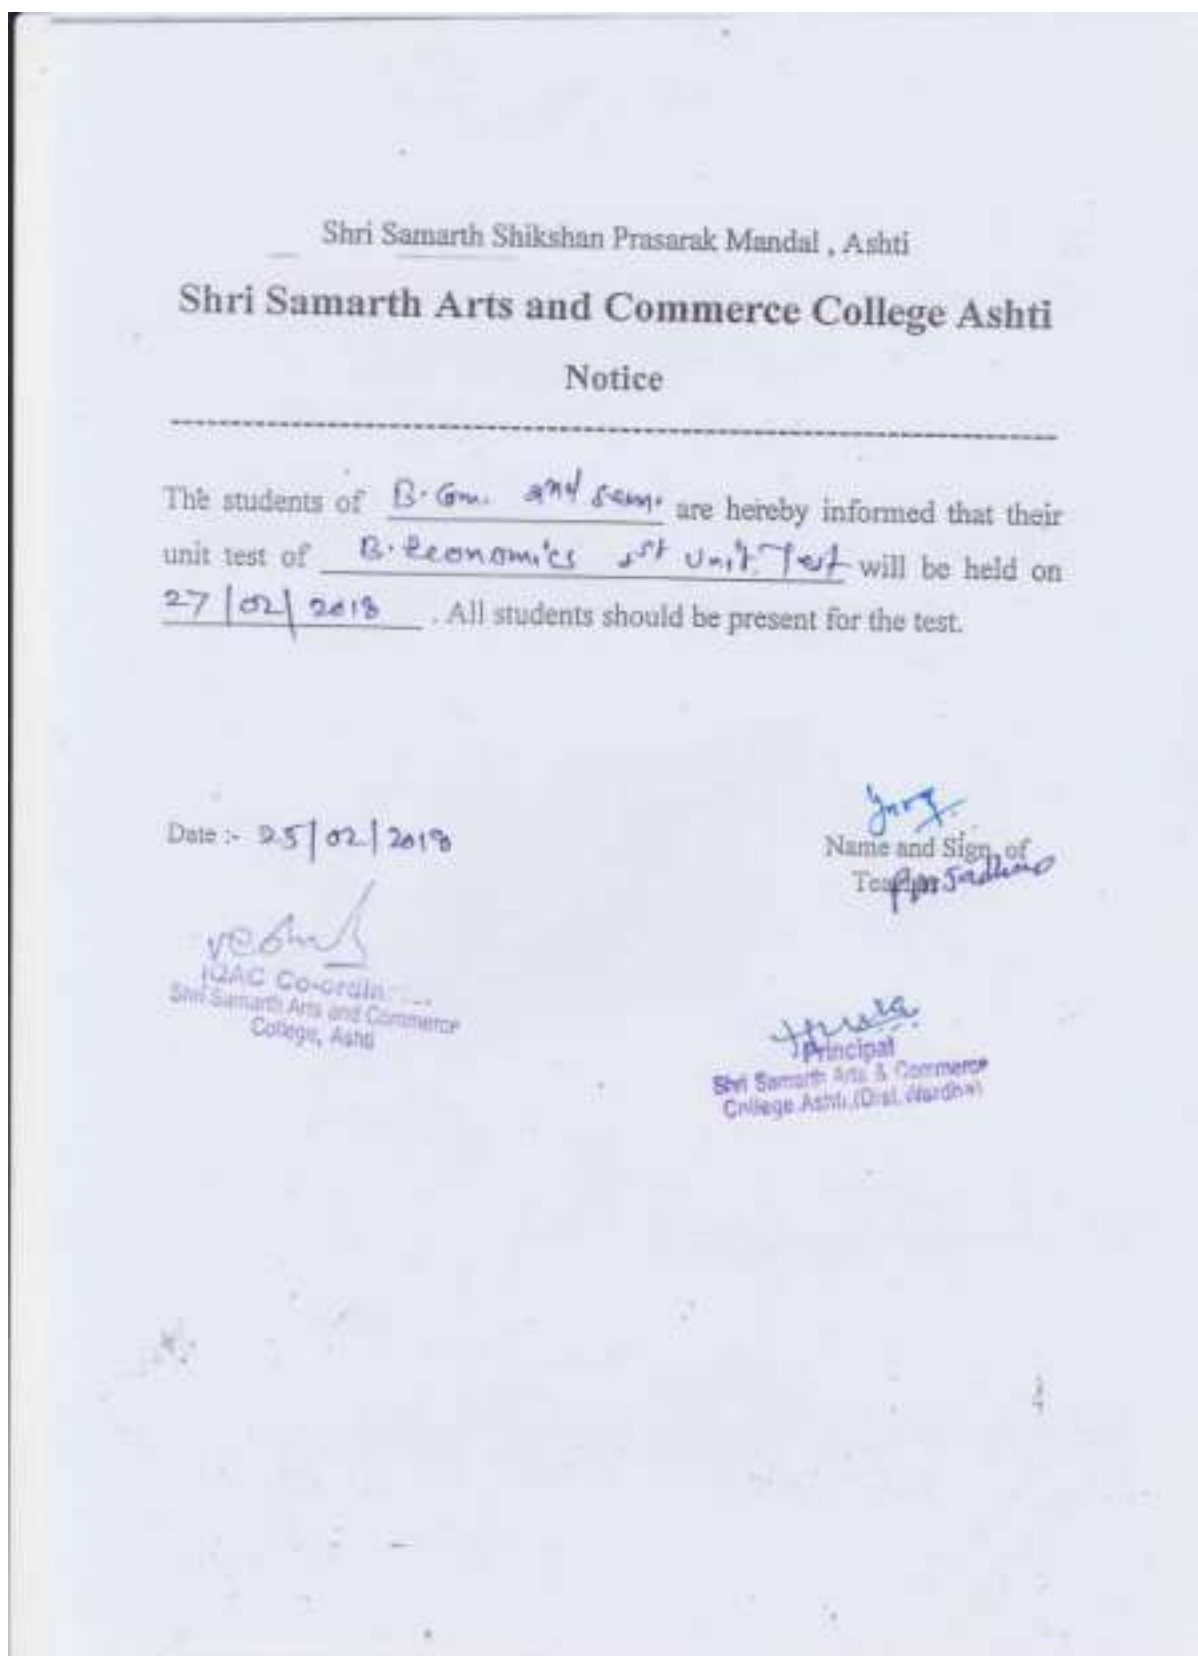 Shri Samarth Shikshan Prasarak Mandal , Ashti
Shri Samarth Arts and Commerce College Ashti
Notice
The students of B.Com. 2nd sem. are hereby informed that their
unit test of B. Economics 1st Unit Test will be held on
27/02/2018 . All students should be present for the test.
Date :- 25/02/2018
Name and Sign. of
Teacher
IQAC Co-ordin
Shri Samarth Arts and Commerce
College, Ashti
Principal
Shri Samarth Arts & Commerce
College Ashti.(Dist. Wardha)